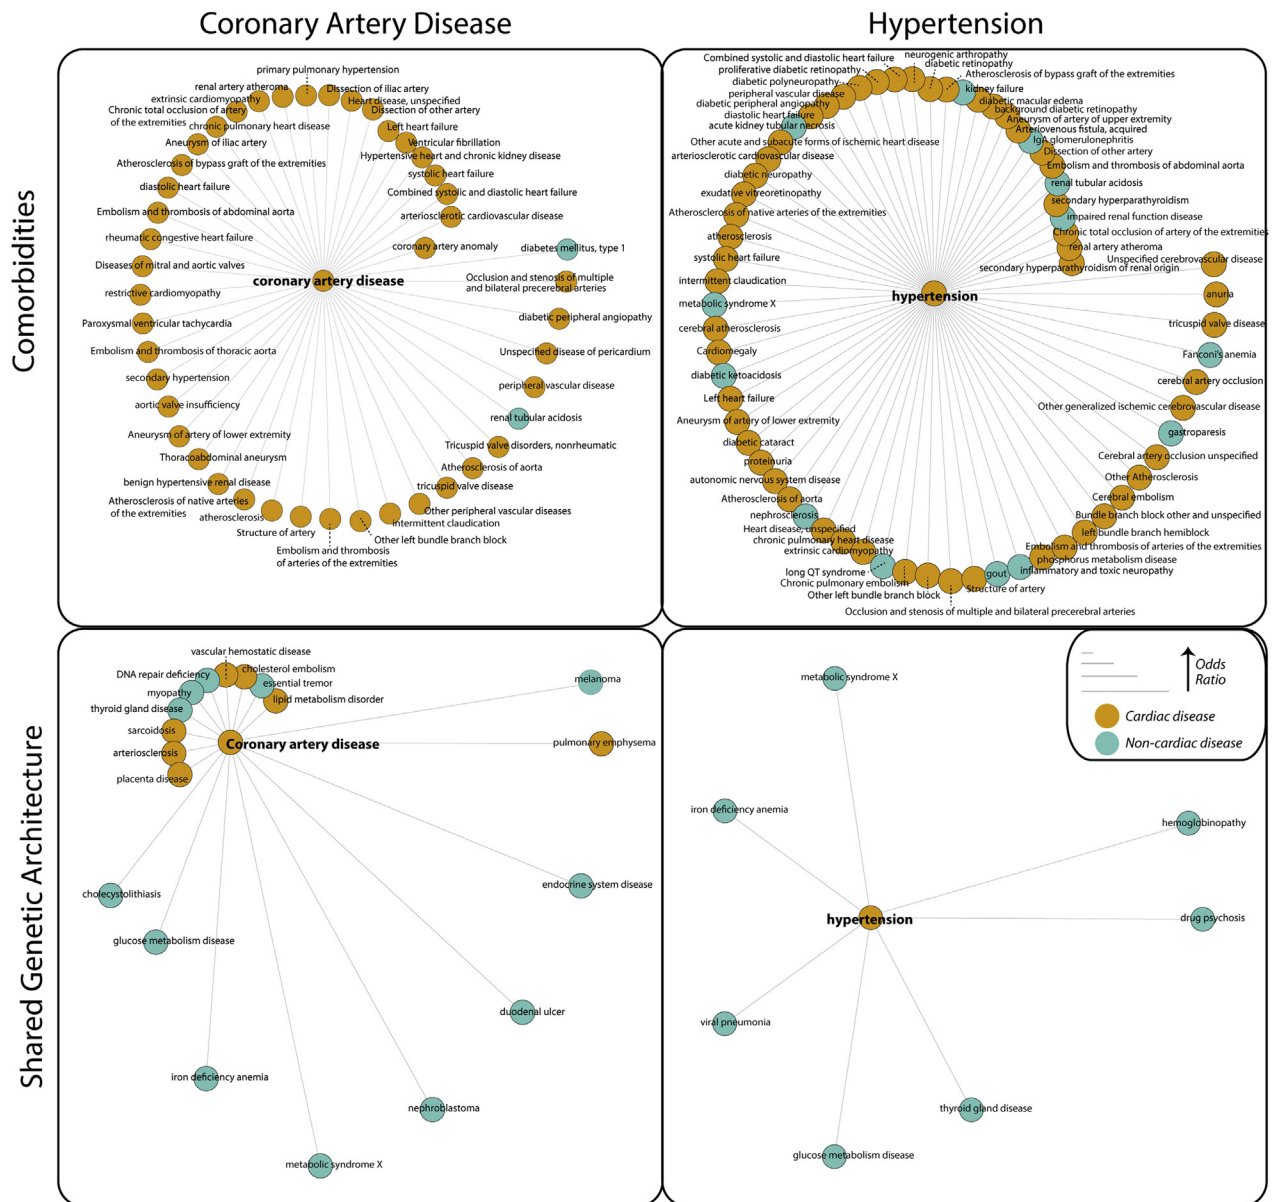 Coronary Artery Disease
Hypertension
Comorbidities
primary pulmonary hypertension
renal artery atheroma
Dissection of iliac artery
extrinsic cardiomyopathy
Heart disease, unspecified
Chronic total occlusion of artery
of the extremities
Dissection of other artery
chronic pulmonary heart disease
Left heart failure
Aneurysm of iliac artery
Ventricular fibrillation
Hypertensive heart and chronic kidney disease
Atherosclerosis of bypass graft of the extremities
systolic heart failure
diastolic heart failure
Combined systolic and diastolic heart failure
Embolism and thrombosis of abdominal aorta
arteriosclerotic cardiovascular disease
rheumatic congestive heart failure
coronary artery anomaly
diabetes mellitus, type 1
Diseases of mitral and aortic valves
coronary artery disease
Occlusion and stenosis of multiple
and bilateral precerebral arteries
restrictive cardiomyopathy
diabetic peripheral angiopathy
Paroxysmal ventricular tachycardia
Embolism and thrombosis of thoracic aorta
Unspecified disease of pericardium
secondary hypertension
peripheral vascular disease
aortic valve insufficiency
renal tubular acidosis
Aneurysm of artery of lower extremity
Tricuspid valve disorders, nonrheumatic
Thoracoabdominal aneurysm
Atherosclerosis of aorta
benign hypertensive renal disease
tricuspid valve disease
Atherosclerosis of native arteries
of the extremities
Other peripheral vascular diseases
atherosclerosis
intermittent claudication
Structure of artery
Other left bundle branch block
Embolism and thrombosis
of arteries of the extremities
Combined systolic and diastolic heart failure
neurogenic arthropathy
diabetic retinopathy
proliferative diabetic retinopathy
Atherosclerosis of bypass graft of the extremities
diabetic polyneuropathy
kidney failure
peripheral vascular disease
diabetic macular edema
diabetic peripheral angiopathy
background diabetic retinopathy
diastolic heart failure
Aneurysm of artery of upper extremity
acute kidney tubular necrosis
Arteriovenous fistula, acquired
Other acute and subacute forms of ischemic heart disease
IgA glomerulonephritis
arteriosclerotic cardiovascular disease
Dissection of other artery
Embolism and thrombosis of abdominal aorta
diabetic neuropathy
renal tubular acidosis
exudative vitreoretinopathy
secondary hyperparathyroidism
Atherosclerosis of native arteries of the extremities
impaired renal function disease
atherosclerosis
Chronic total occlusion of artery of the extremities
renal artery atheroma
systolic heart failure
Unspecified cerebrovascular disease
secondary hyperparathyroidism of renal origin
intermittent claudication
hypertension
anuria
metabolic syndrome X
tricuspid valve disease
cerebral atherosclerosis
Cardiomegaly
Fanconi's anemia
diabetic ketoacidosis
cerebral artery occlusion
Left heart failure
Other generalized ischemic cerebrovascular disease
Aneurysm of artery of lower extremity
gastroparesis
diabetic cataract
Cerebral artery occlusion unspecified
proteinuria
Other Atherosclerosis
autonomic nervous system disease
Atherosclerosis of aorta
Cerebral embolism
nephrosclerosis
Bundle branch block other and unspecified
Heart disease, unspecified
left bundle branch hemiblock
chronic pulmonary heart disease
Embolism and thrombosis of arteries of the extremities
extrinsic cardiomyopathy
phosphorus metabolism disease
long QT syndrome
gout
inflammatory and toxic neuropathy
Chronic pulmonary embolism
Other left bundle branch block
Structure of artery
Occlusion and stenosis of multiple and bilateral precerebral arteries
Shared Genetic Architecture
vascular hemostatic disease
DNA repair deficiency
cholesterol embolism
essential tremor
myopathy
lipid metabolism disorder
thyroid gland disease
melanoma
sarcoidosis
Coronary artery disease
pulmonary emphysema
arteriosclerosis
placenta disease
cholecystolithiasis
endocrine system disease
glucose metabolism disease
duodenal ulcer
iron deficiency anemia
nephroblastoma
metabolic syndrome X
metabolic syndrome X
iron deficiency anemia
hemoglobinopathy
hypertension
drug psychosis
viral pneumonia
thyroid gland disease
glucose metabolism disease
Odds
Ratio
Cardiac disease
Non-cardiac disease